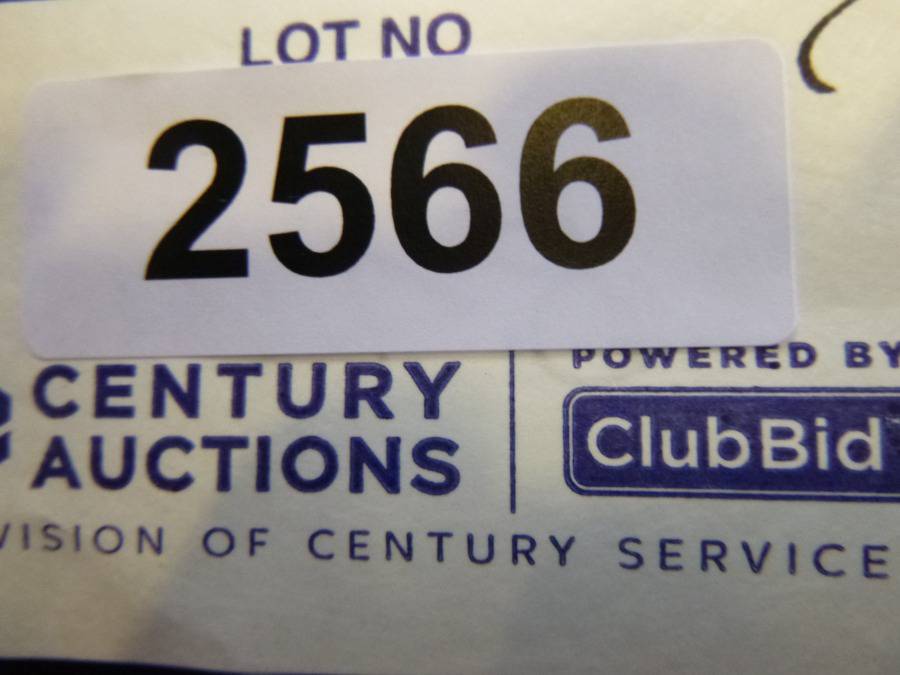 LOT NO
2566
CENTURY
AUCTIONS
POWERED BY
ClubBid
VISION OF CENTURY SERVICE